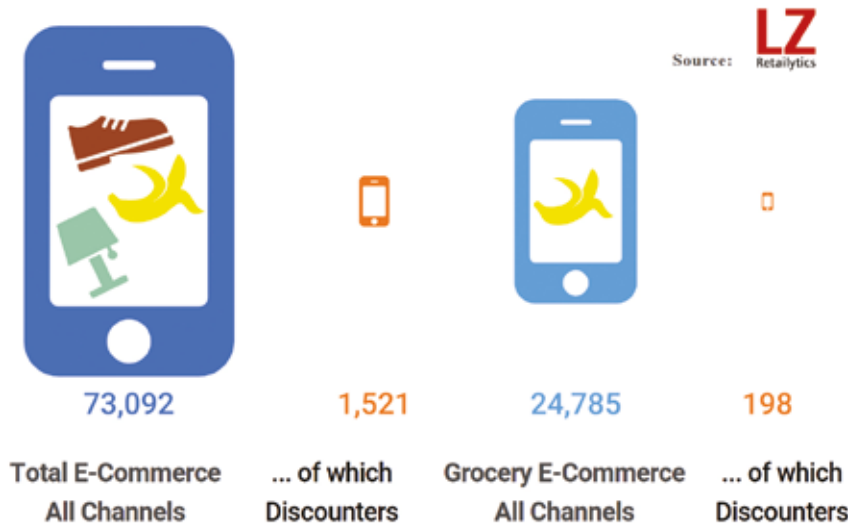 Source:
LZ
Retailytics
73,092
1,521
24,785
198
Total E-Commerce
All Channels
... of which
Discounters
Grocery E-Commerce
All Channels
... of which
Discounters